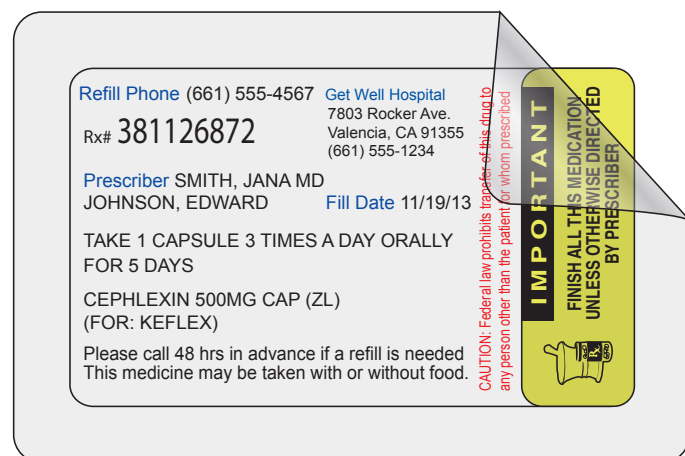 Refill Phone (661) 555-4567
Rx# 381126872
Get Well Hospital
7803 Rocker Ave.
Valencia, CA 91355
(661) 555-1234
Prescriber SMITH, JANA MD
JOHNSON, EDWARD
Fill Date 11/19/13
TAKE 1 CAPSULE 3 TIMES A DAY ORALLY
FOR 5 DAYS
CEPHLEXIN 500MG CAP (ZL)
(FOR: KEFLEX)
Please call 48 hrs in advance if a refill is needed
This medicine may be taken with or without food.
CAUTION: Federal law prohibits transfer of this drug to
any person other than the patient for whom prescribed
IMPORTANT
FINISH ALL THIS MEDICATION
UNLESS OTHERWISE DIRECTED
BY PRESCRIBER
Rx